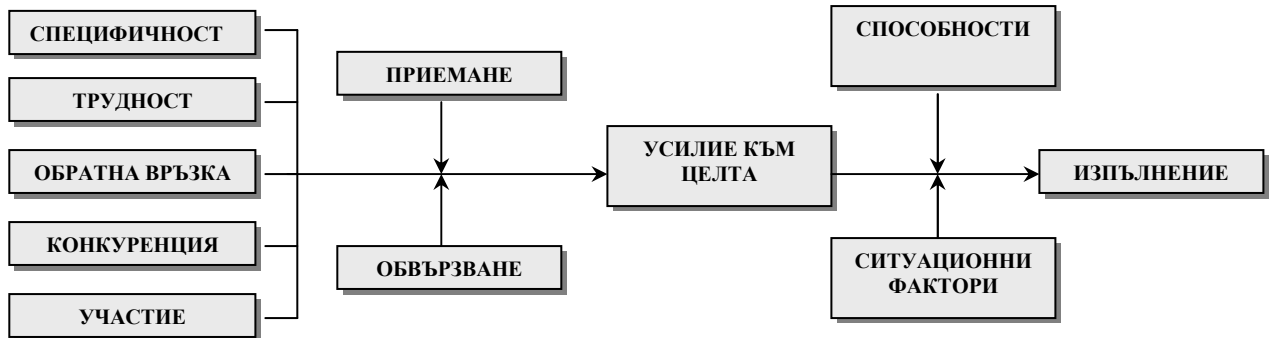 СПЕЦИФИЧНОСТ
ТРУДНОСТ
ОБРАТНА ВРЪЗКА
КОНКУРЕНЦИЯ
УЧАСТИЕ
ПРИЕМАНЕ
ОБВЪРЗВАНЕ
УСИЛИЕ КЪМ
ЦЕЛТА
СПОСОБНОСТИ
СИТУАЦИОННИ
ФАКТОРИ
ИЗПЪЛНЕНИЕ